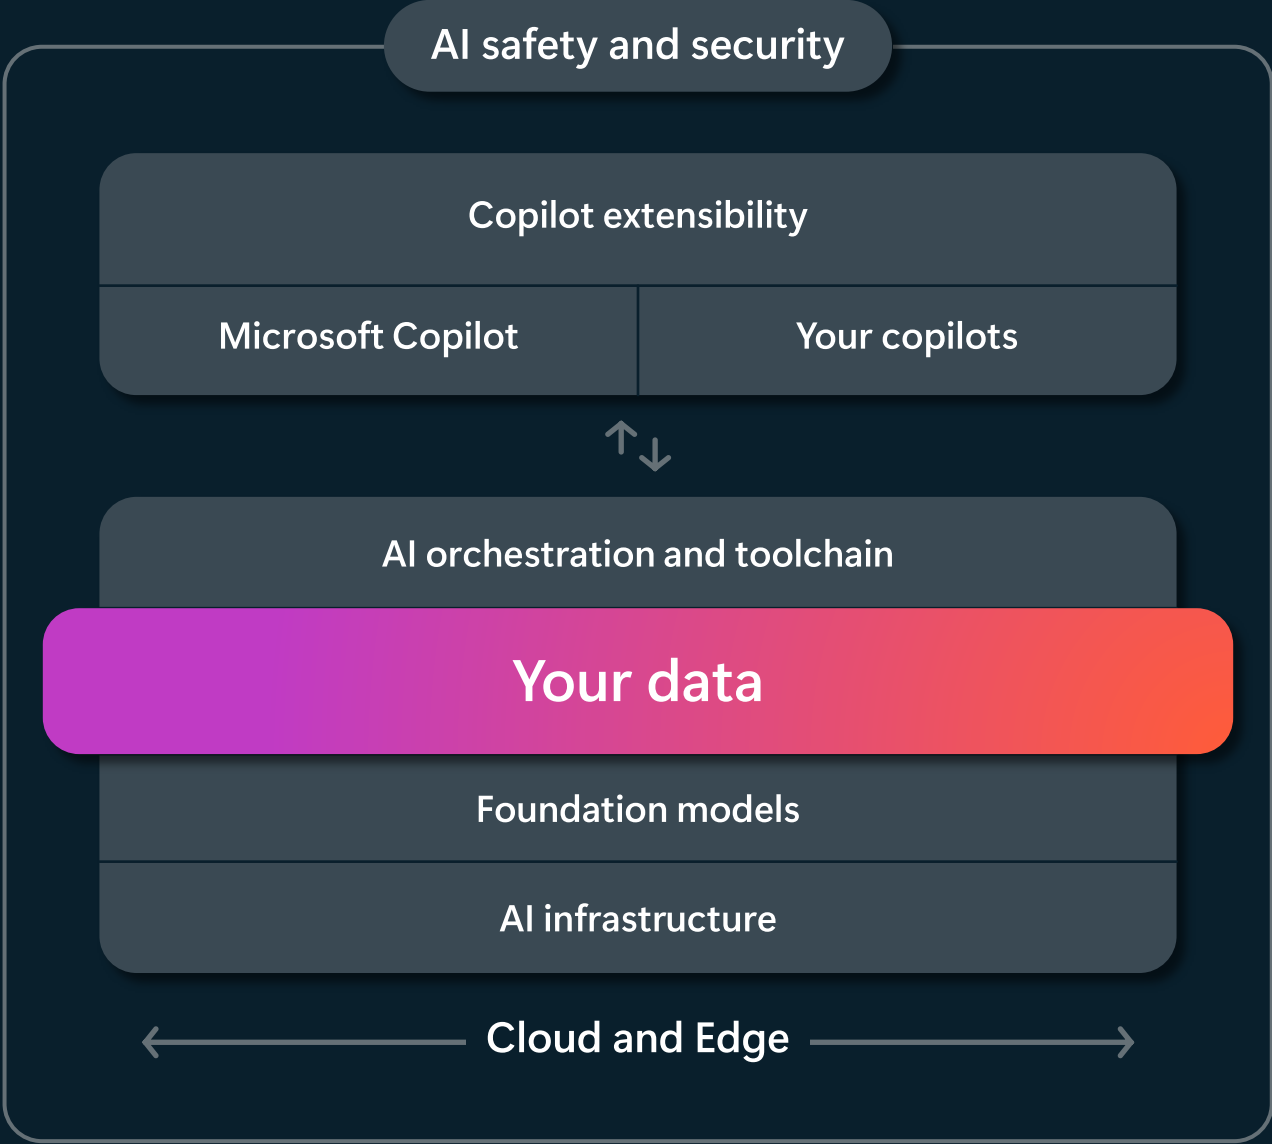 AI safety and security
Copilot extensibility
Microsoft Copilot
Your copilots
AI orchestration and toolchain
Your data
Foundation models
AI infrastructure
Cloud and Edge